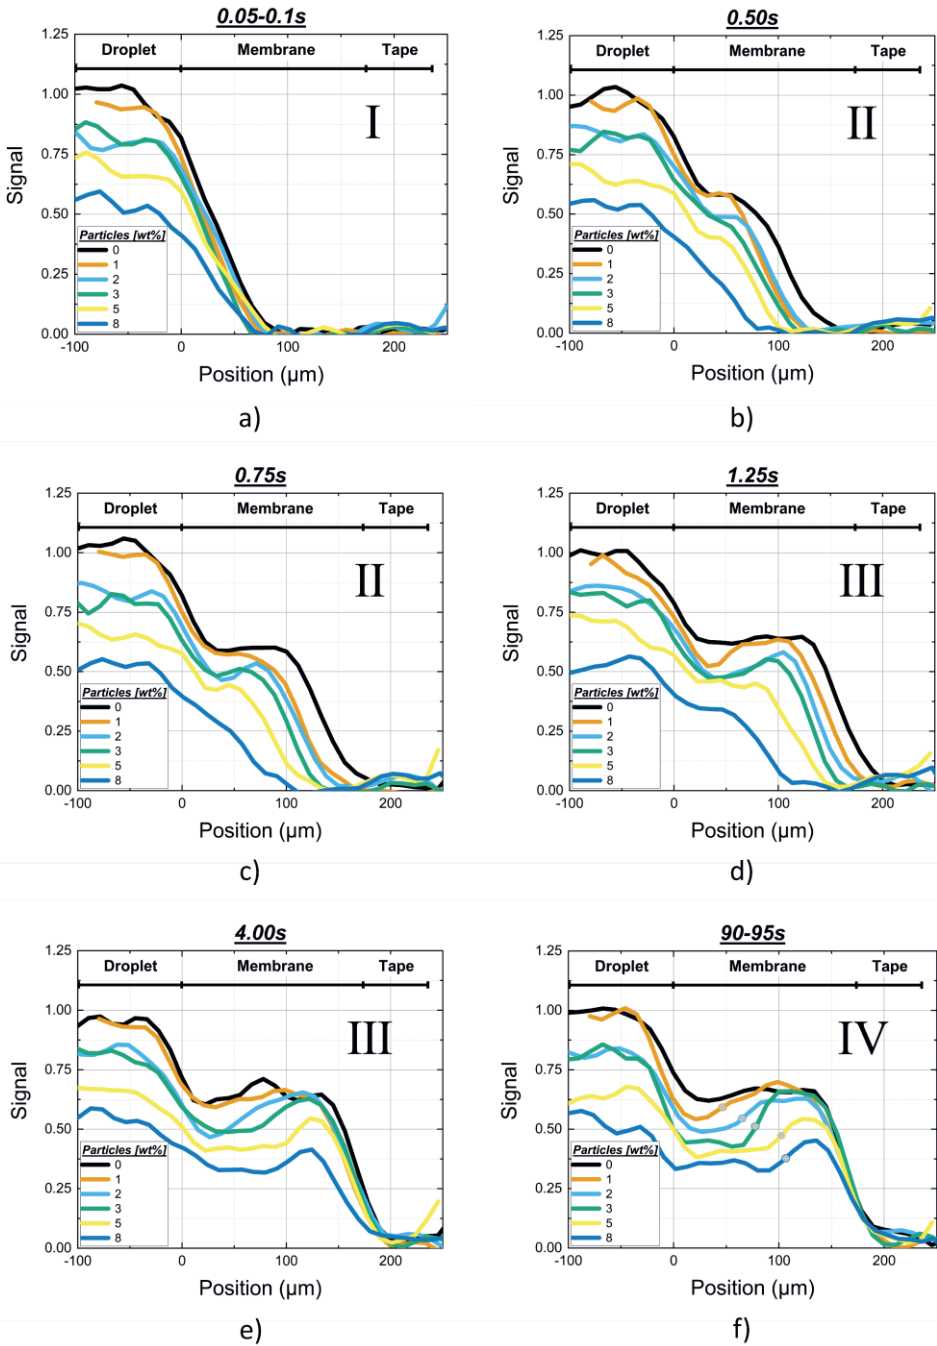 0.05-0.1s
1.25
Droplet Membrane Tape
1.00
I
0.75
Signal
0.50
Particles [wt%]
0
1
0.25
2
3
5
8
0.00
-100 0 100 200
Position (µm)
a)
0.50s
1.25
Droplet Membrane Tape
1.00
II
0.75
Signal
0.50
Particles [wt%]
0
1
0.25
2
3
5
8
0.00
-100 0 100 200
Position (µm)
b)
0.75s
1.25
Droplet Membrane Tape
1.00
II
0.75
Signal
0.50
Particles [wt%]
0
1
0.25
2
3
5
8
0.00
-100 0 100 200
Position (µm)
c)
1.25s
1.25
Droplet Membrane Tape
1.00
III
0.75
Signal
0.50
Particles [wt%]
0
1
0.25
2
3
5
8
0.00
-100 0 100 200
Position (µm)
d)
4.00s
1.25
Droplet Membrane Tape
1.00
III
0.75
Signal
0.50
Particles [wt%]
0
1
0.25
2
3
5
8
0.00
-100 0 100 200
Position (µm)
e)
90-95s
1.25
Droplet Membrane Tape
1.00
IV
0.75
Signal
0.50
Particles [wt%]
0
1
0.25
2
3
5
8
0.00
-100 0 100 200
Position (µm)
f)